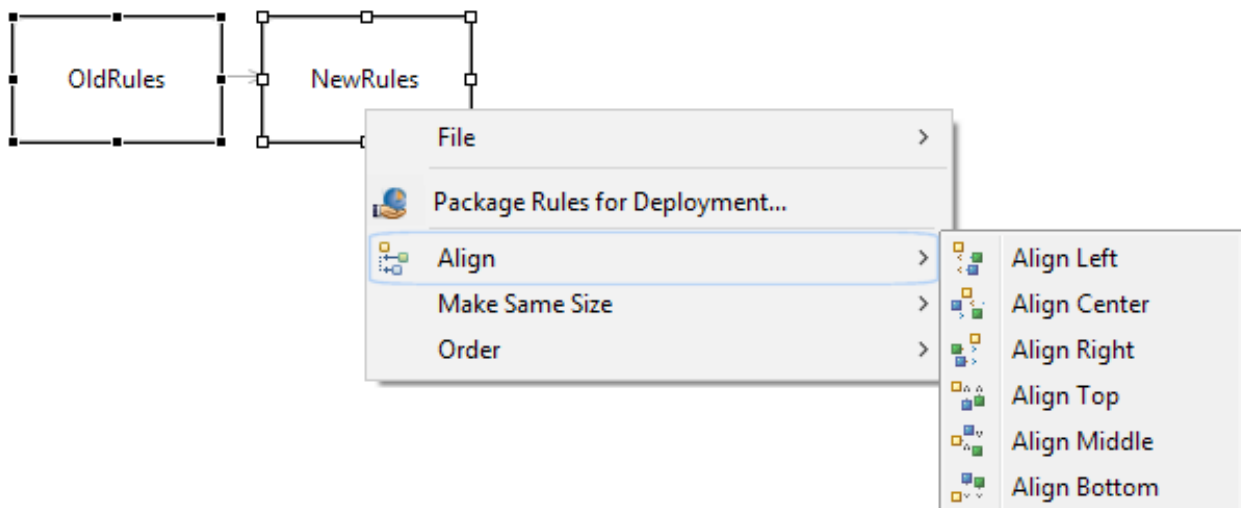 OldRules
NewRules
File
Package Rules for Deployment...
Align
Make Same Size
Order
Align Left
Align Center
Align Right
Align Top
Align Middle
Align Bottom